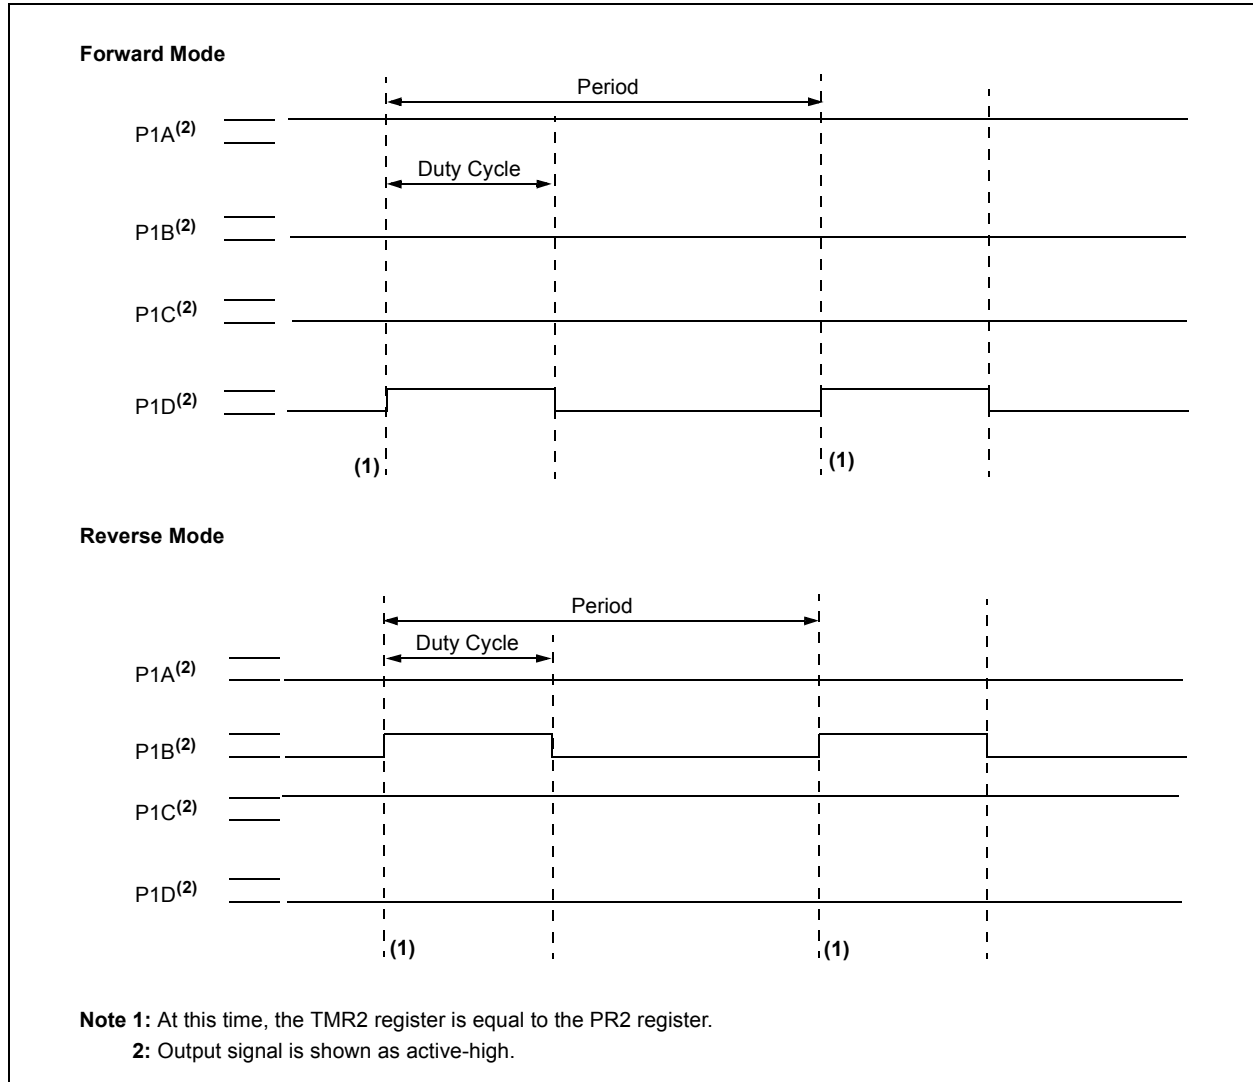 Forward Mode
Period
P1A(2)
Duty Cycle
P1B(2)
P1C(2)
P1D(2)
(1)
(1)
Reverse Mode
Period
Duty Cycle
P1A(2)
P1B(2)
P1C(2)
P1D(2)
(1)
(1)
Note 1: At this time, the TMR2 register is equal to the PR2 register.
2: Output signal is shown as active-high.